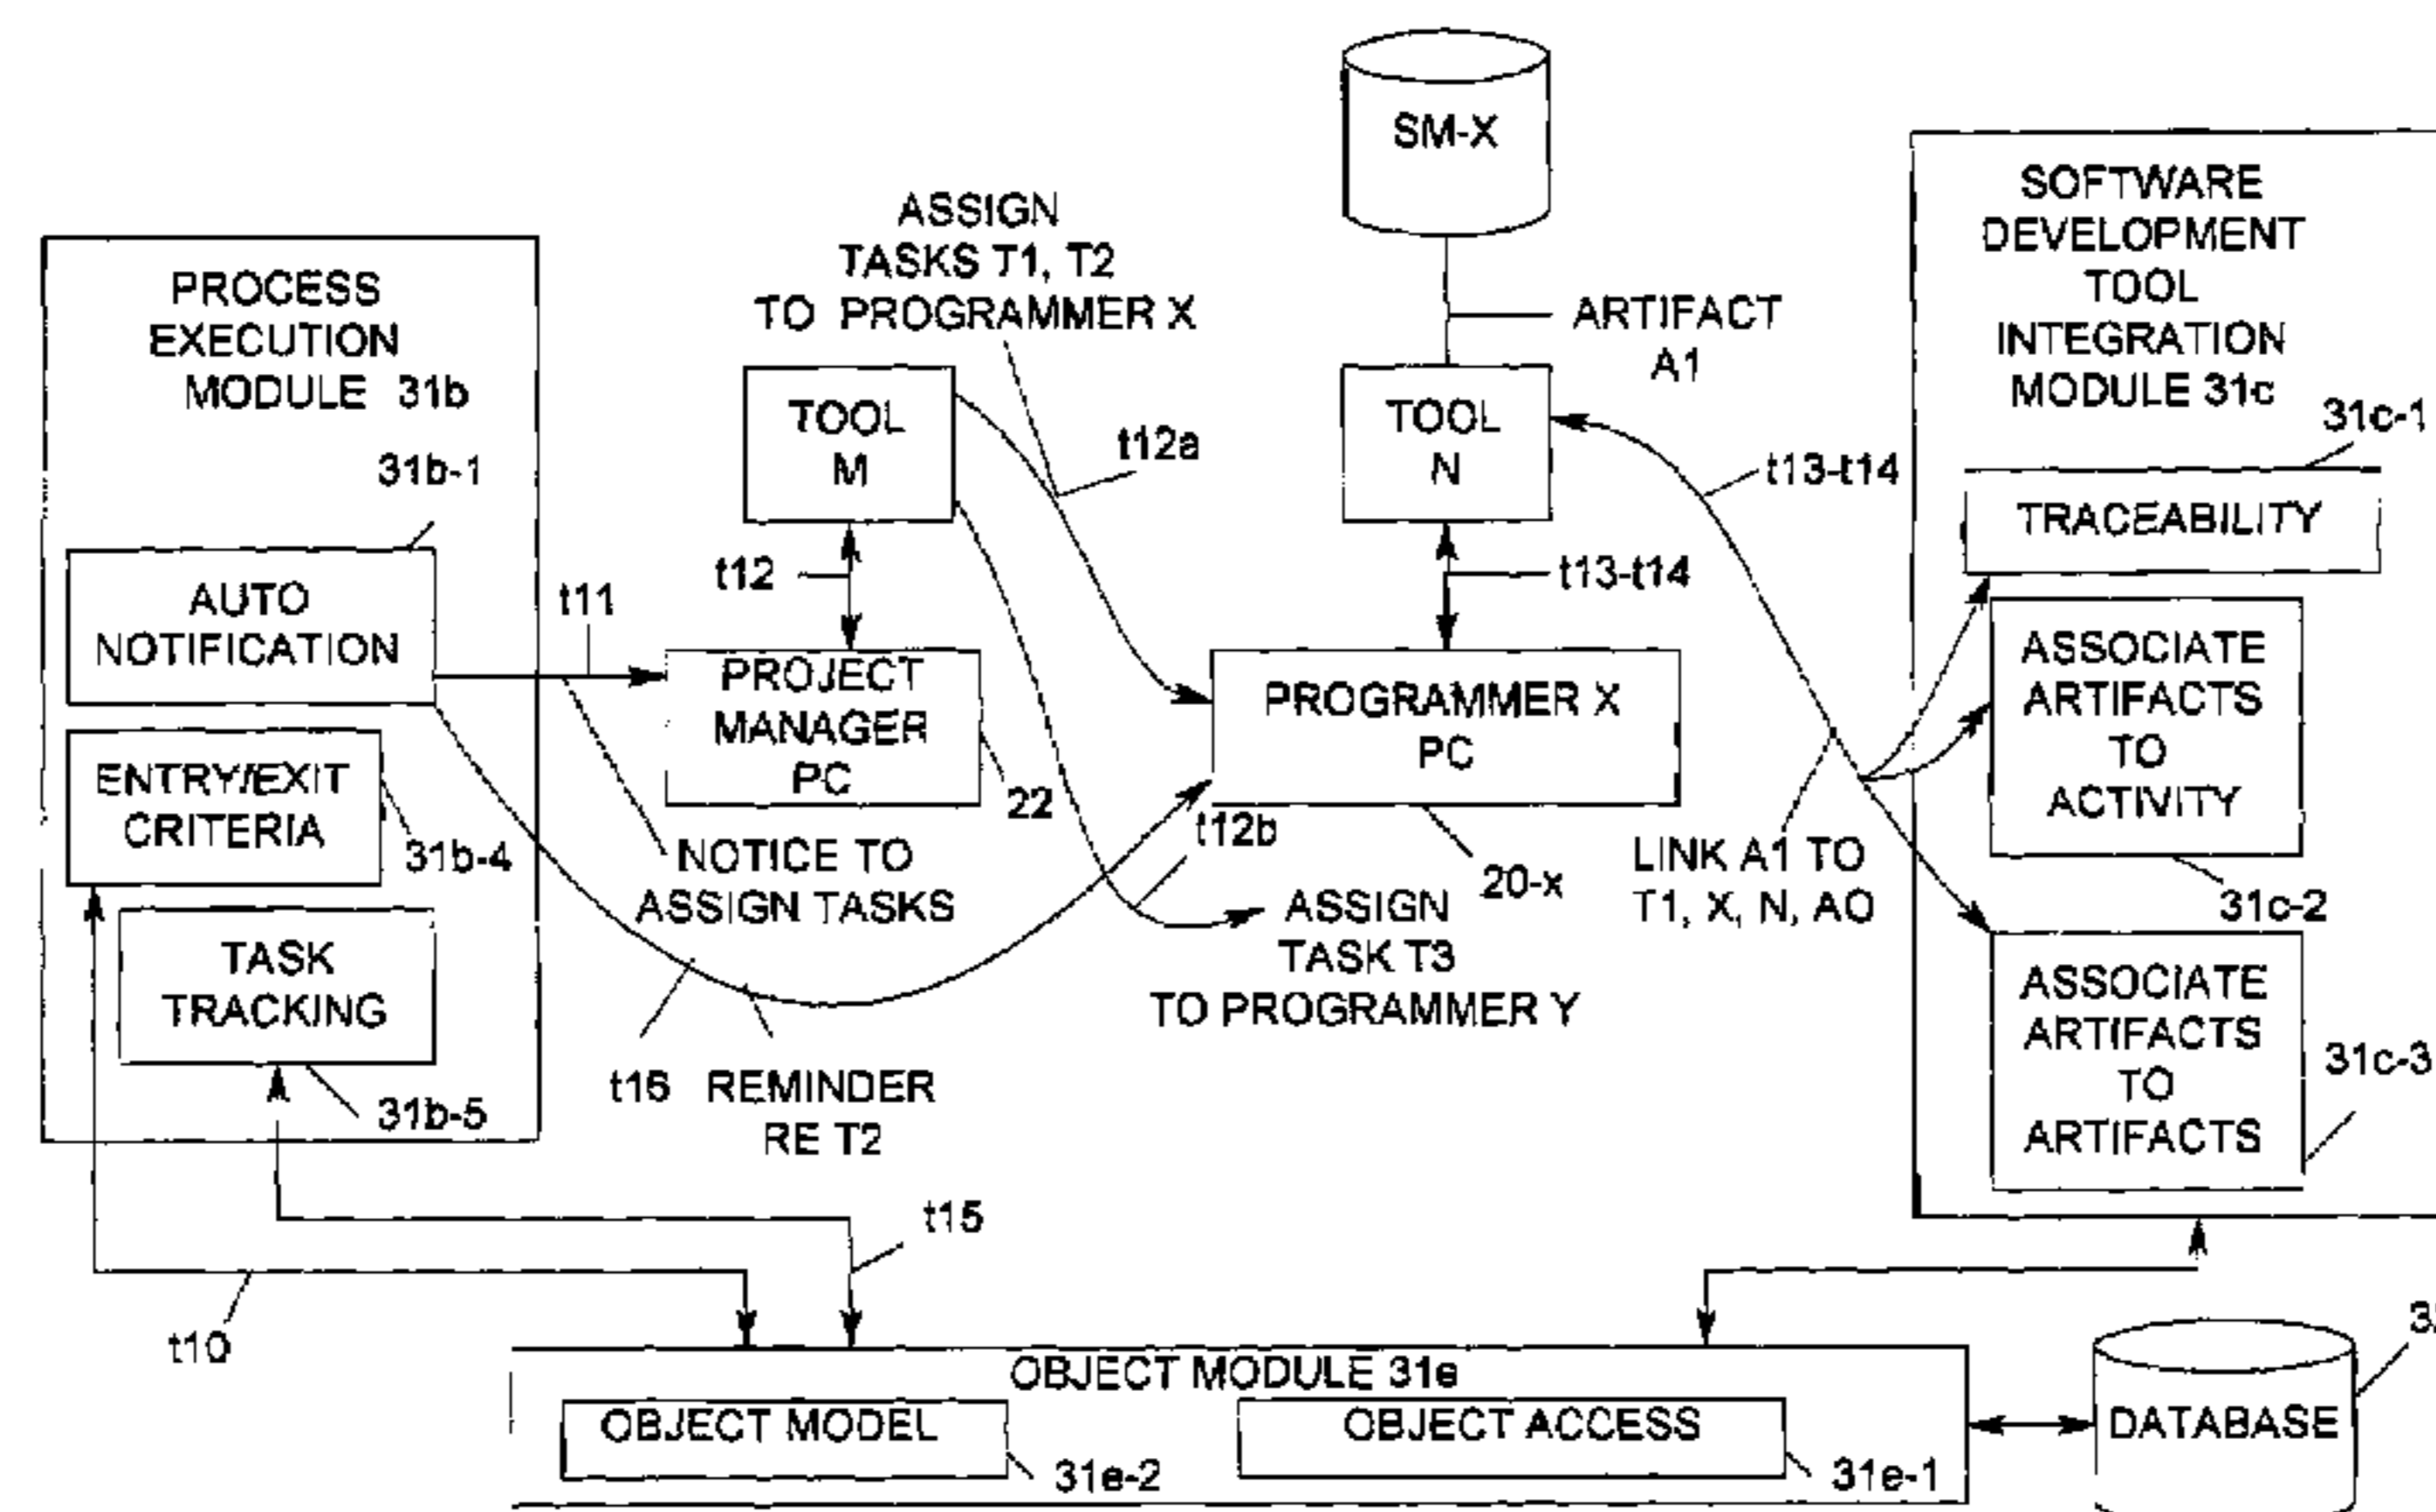 SM-X
ASSIGN
TASKS T1, T2
TO PROGRAMMER X
ARTIFACT
A1
SOFTWARE
DEVELOPMENT
TOOL
INTEGRATION
MODULE 31c
31c-1
TRACEABILITY
ASSOCIATE
ARTIFACTS
TO
ACTIVITY
31c-2
ASSOCIATE
ARTIFACTS
TO
ARTIFACTS
31c-3
PROCESS
EXECUTION
MODULE 31b
31b-1
AUTO
NOTIFICATION
ENTRY/EXIT
CRITERIA
31b-4
TASK
TRACKING
31b-5
TOOL
M
t12a
TOOL
N
t13-t14
t12
t13-t14
t11
PROJECT
MANAGER
PC
22
PROGRAMMER X
PC
20-x
t12b
NOTICE TO
ASSIGN TASKS
LINK A1 TO
T1, X, N, AO
ASSIGN
TASK T3
TO PROGRAMMER Y
t16 REMINDER
RE T2
t15
t10
OBJECT MODULE 31e
OBJECT MODEL
31e-2
OBJECT ACCESS
31e-1
DATABASE